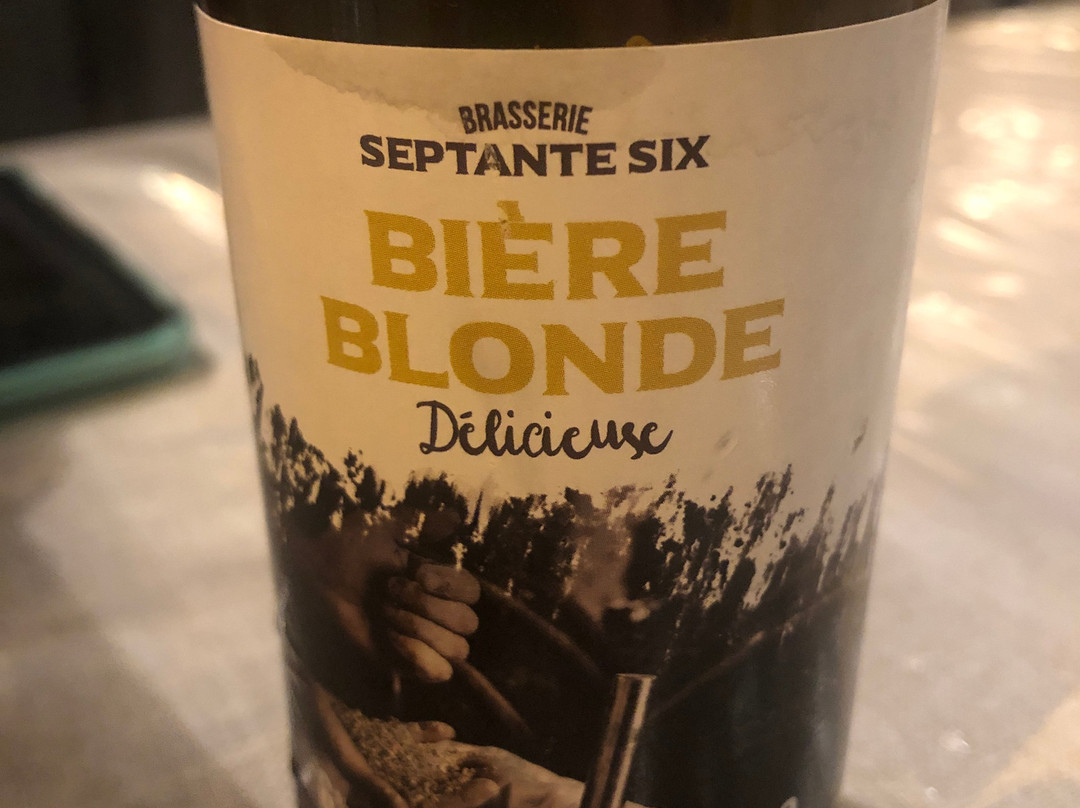 BRASSERIE
SEPTANTE SIX
BIÈRE
BLONDE
Délicieuse